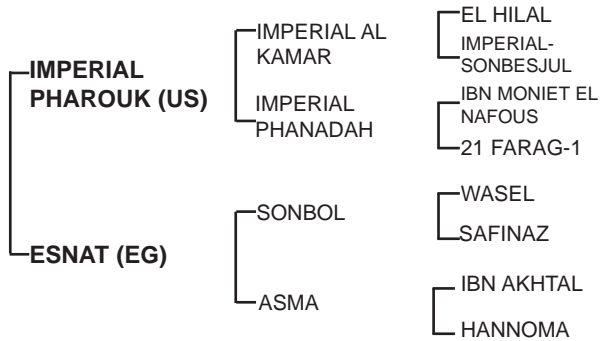 IMPERIAL
PHAROUK (US)
IMPERIAL AL
KAMAR
EL HILAL
IMPERIAL-
SONBESJUL
IMPERIAL
PHANADAH
IBN MONIET EL
NAFOUS
21 FARAG-1
ESNAT (EG)
SONBOL
WASEL
SAFINAZ
ASMA
IBN AKHTAL
HANNOMA